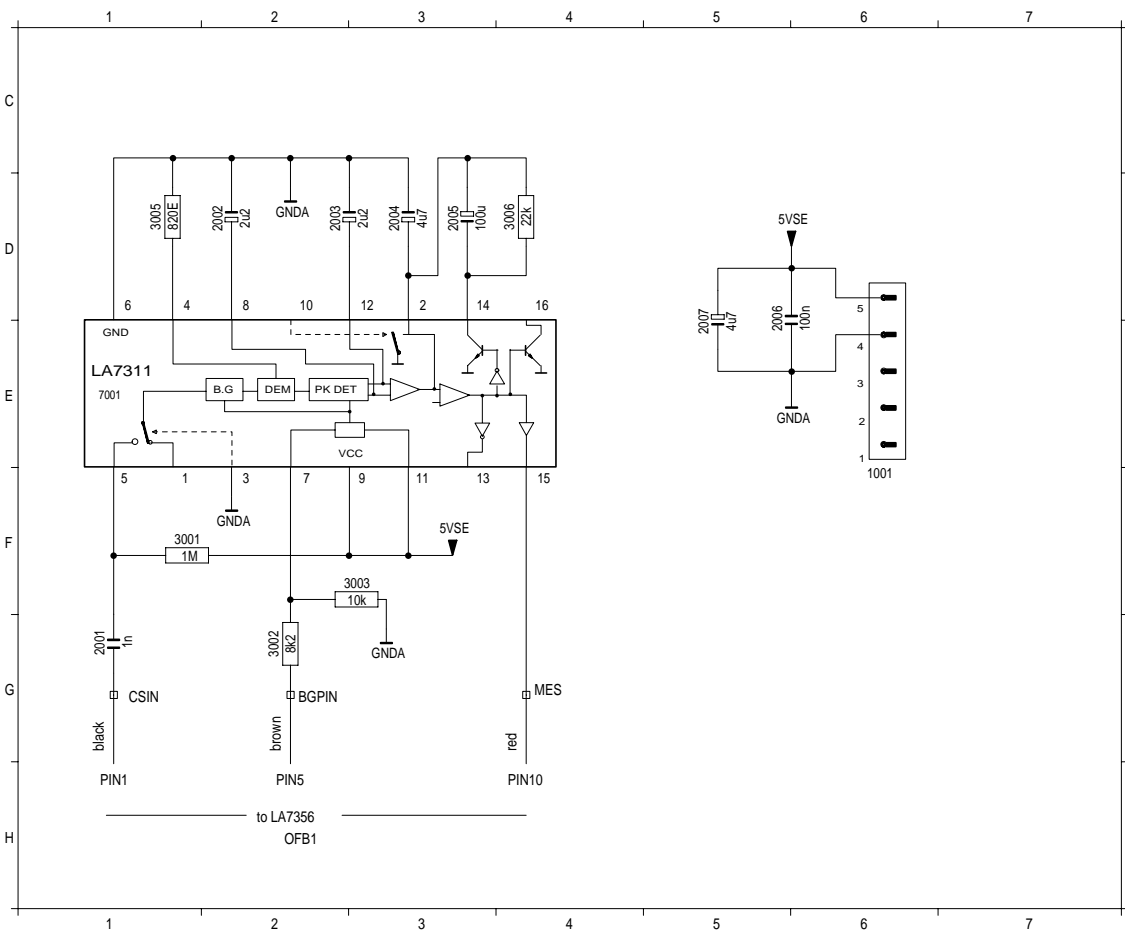 1 2 3 4 5 6 7
C
3005 820E 2002 2u2 GNDA 2003 2u2 2004 4u7 2005 100u 3006 22k
D
5VSE
6 4 8 10 12 2 14 16
GND
LA7311
7001
E
B.G DEM PK DET
VCC
2007 4u7 2006 100n
5
4
3
2
1
GNDA
1001
5 1 3 7 9 11 13 15
GNDA
F
3001
1M
5VSE
3003
10k
2001 1n
3002 8k2
GNDA
G
CSIN BGPIN MES
black brown red
PIN1 PIN5 PIN10
to LA7356
H
OFB1
1 2 3 4 5 6 7